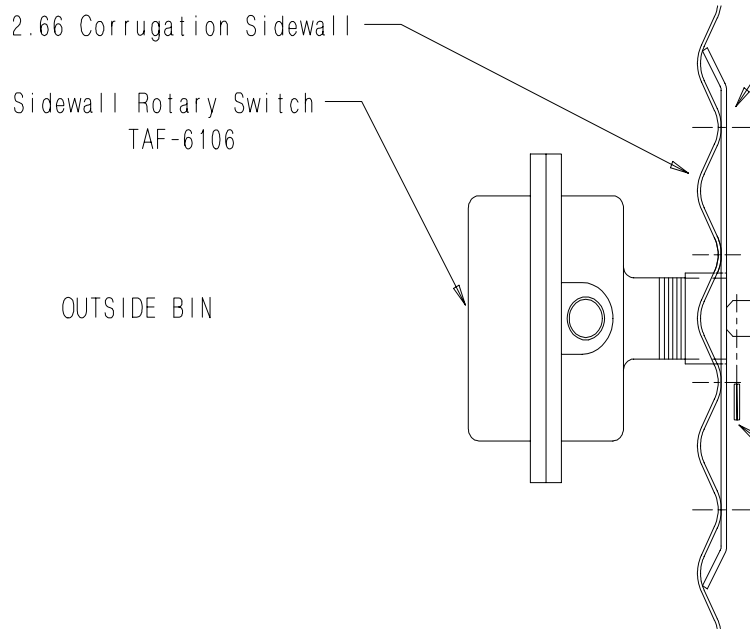 2.66 Corrugation Sidewall
Sidewall Rotary Switch
TAF-6106
OUTSIDE BIN